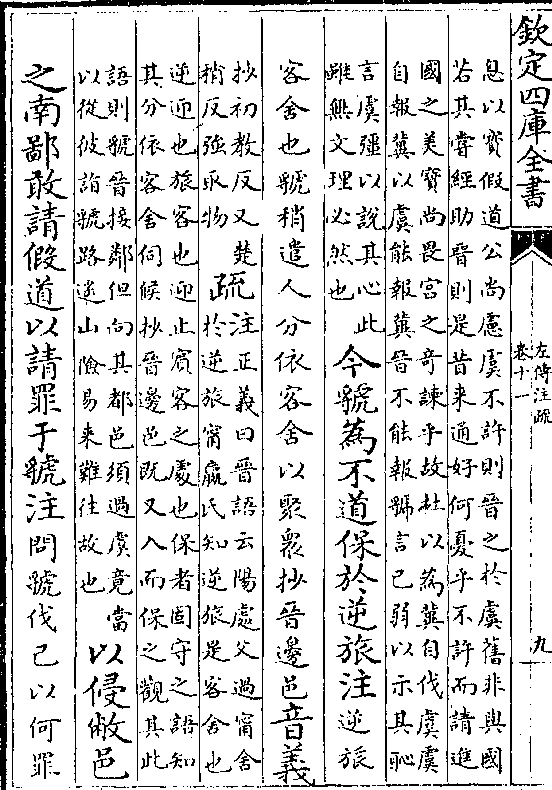 欽定四庫全書
左傳注疏
卷十一
九
息以寳假道公尚慮虞不許則晉之於虞舊非與國
若其嘗經助晉則是昔来通好何憂乎不許而請進
國之美寳尚畏宫之竒諫乎故杜以為冀自伐虞虞
自報冀以虞能報冀晉不能報虢言己弱以示其恥
言虞彊以說其心此
雖無文理必然也
今虢為不道保於逆旅注逆旅
客舍也虢稍遣人分依客舍以聚衆抄晉邊邑音義
抄初教反又楚
稍反强取物
疏
注正義曰晉語云陽處父過甯舍
於逆旅甯嬴氏知逆旅是客舍也
逆迎也旅客也迎止賓客之處也保者固守之語知
其分依客舍伺候抄晉邊邑既又入而保之觀其此
語則虢晉接鄰但向其都邑須過虞竟當
以從彼詣虢路迷山險易来難往故也
以侵敝邑
之南鄙敢請假道以請罪于虢注問虢伐己以何罪